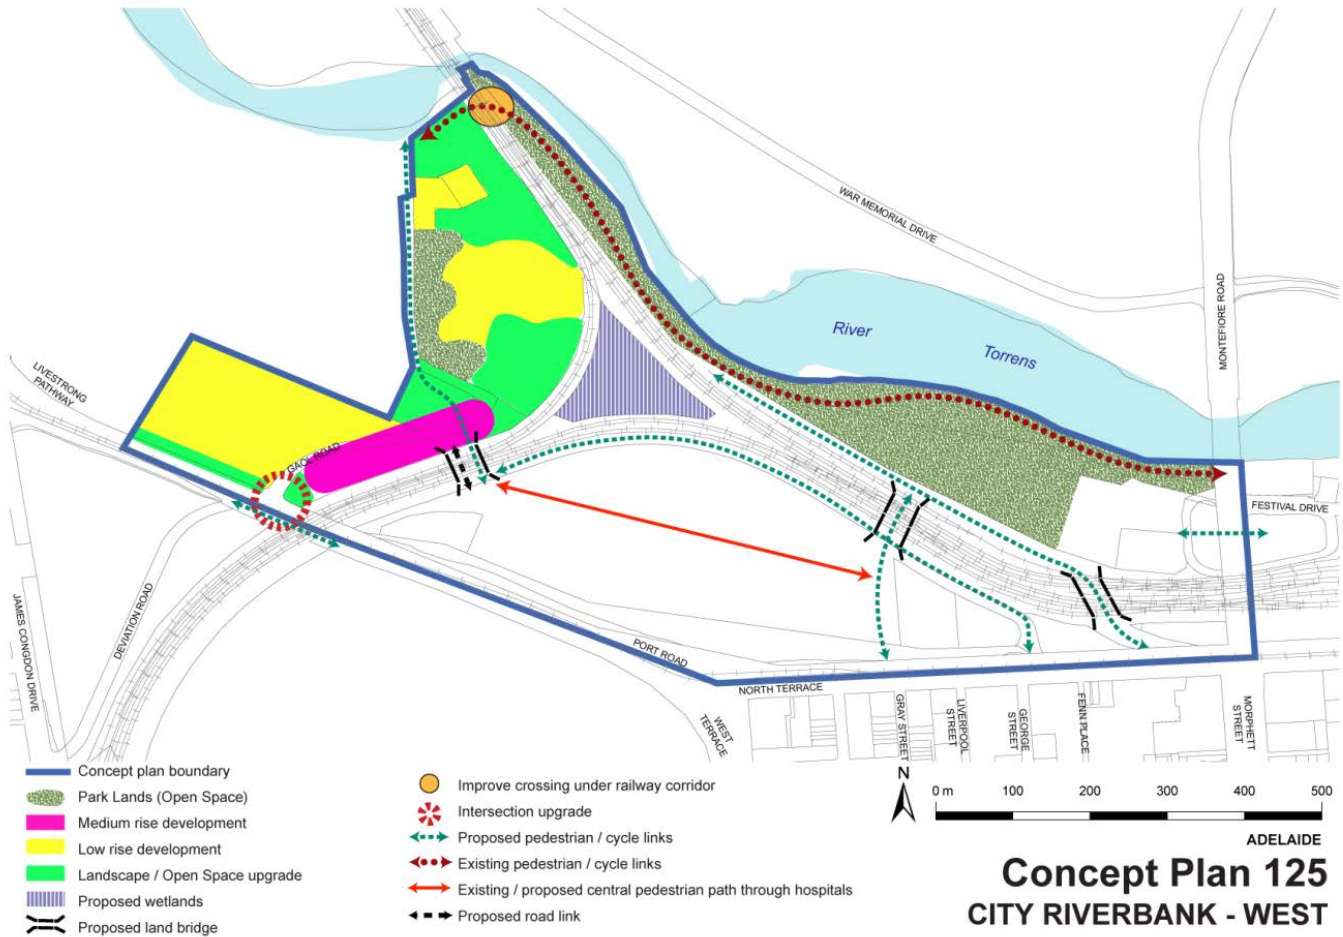 WAR MEMORIAL DRIVE
MONTEFIORE ROAD
River
Torrens
LIVESTRONG
PATHWAY
GAOL ROAD
FESTIVAL DRIVE
JAMES CONGDON DRIVE
DEVIATION ROAD
PORT ROAD
NORTH TERRACE
WEST
TERRACE
GRAY STREET
LIVERPOOL
STREET
GEORGE
STREET
FENN PLACE
MORPHETT
STREET
Concept plan boundary
Park Lands (Open Space)
Medium rise development
Low rise development
Landscape / Open Space upgrade
Proposed wetlands
Proposed land bridge
Improve crossing under railway corridor
Intersection upgrade
Proposed pedestrian / cycle links
Existing pedestrian / cycle links
Existing / proposed central pedestrian path through hospitals
Proposed road link
N
0 m 100 200 300 400 500
ADELAIDE
Concept Plan 125
CITY RIVERBANK - WEST